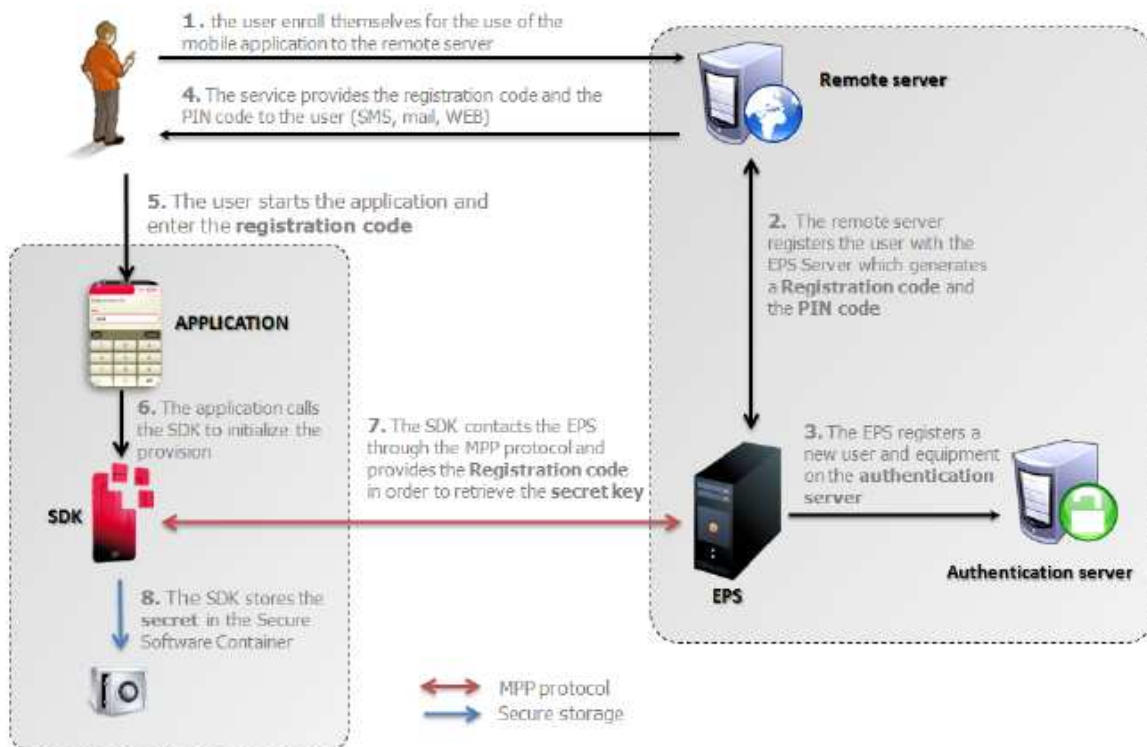 1. the user enroll themselves for the use of the
mobile application to the remote server
Remote server
4. The service provides the registration code and the
PIN code to the user (SMS, mail, WEB)
5. The user starts the application and
enter the registration code
2. The remote server
registers the user with the
EPS Server which generates
a Registration code and
the PIN code
APPLICATION
6. The application calls
the SDK to initialize the
provision
7. The SDK contacts the EPS
through the MPP protocol and
provides the Registration code
in order to retrieve the secret key
3. The EPS registers a
new user and equipment
on the authentication
server
SDK
EPS
Authentication server
8. The SDK stores the
secret in the Secure
Software Container
MPP protocol
Secure storage